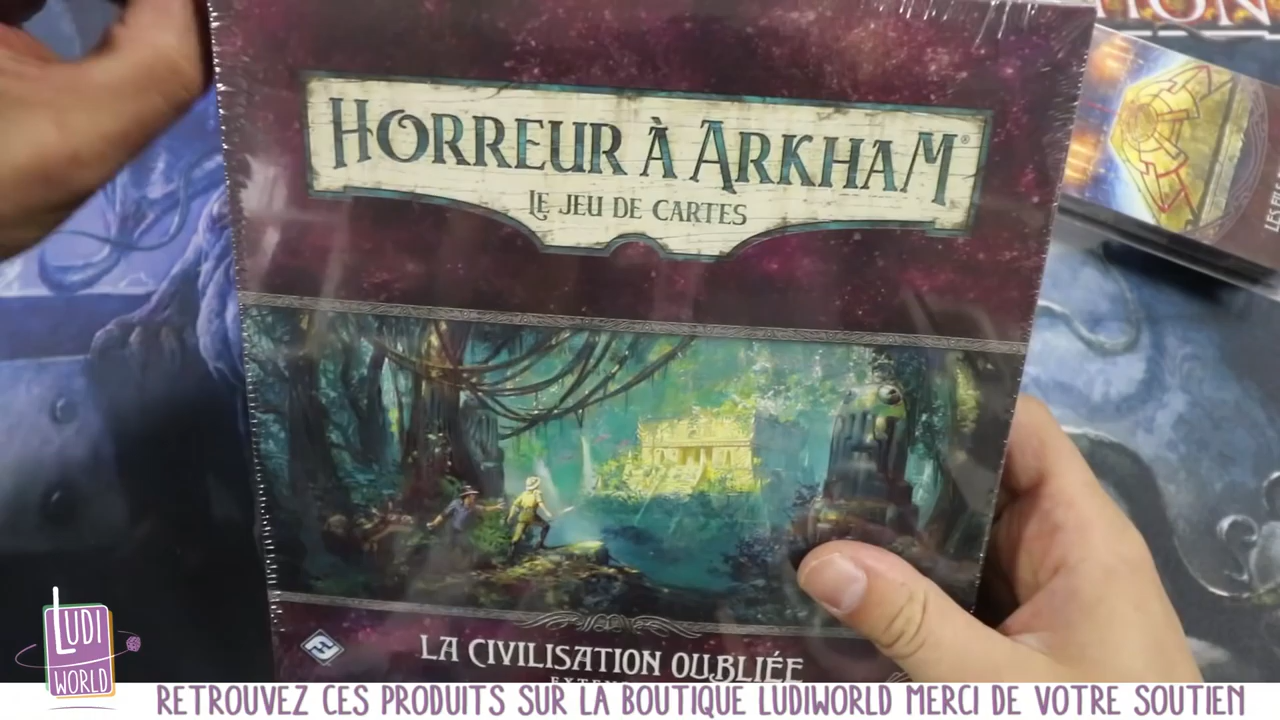 HORREUR À ARKHAM®
LE JEU DE CARTES
LA CIVILISATION OUBLIÉE
LUDI
WORLD
RETROUVEZ CES PRODUITS SUR LA BOUTIQUE LUDIWORLD MERCI DE VOTRE SOUTIEN